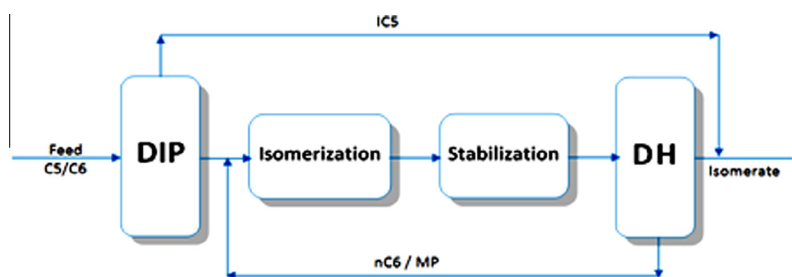 IC5
Feed
C5/C6
DIP
Isomerization
Stabilization
DH
Isomerate
nC6 / MP